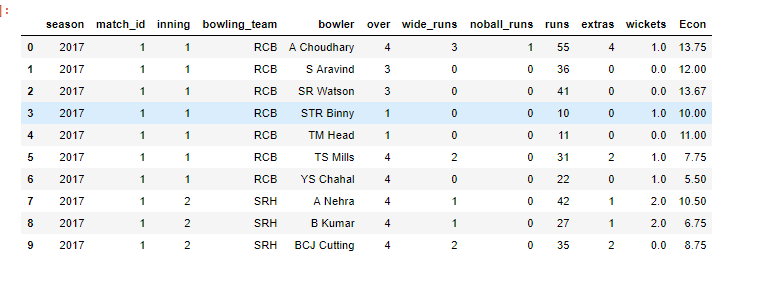 ]:
season match_id inning bowling_team bowler over wide_runs noball_runs runs extras wickets Econ
0 2017 1 1 RCB A Choudhary 4 3 1 55 4 1.0 13.75
1 2017 1 1 RCB S Aravind 3 0 0 36 0 0.0 12.00
2 2017 1 1 RCB SR Watson 3 0 0 41 0 0.0 13.67
3 2017 1 1 RCB STR Binny 1 0 0 10 0 1.0 10.00
4 2017 1 1 RCB TM Head 1 0 0 11 0 0.0 11.00
5 2017 1 1 RCB TS Mills 4 2 0 31 2 1.0 7.75
6 2017 1 1 RCB YS Chahal 4 0 0 22 0 1.0 5.50
7 2017 1 2 SRH A Nehra 4 1 0 42 1 2.0 10.50
8 2017 1 2 SRH B Kumar 4 1 0 27 1 2.0 6.75
9 2017 1 2 SRH BCJ Cutting 4 2 0 35 2 0.0 8.75